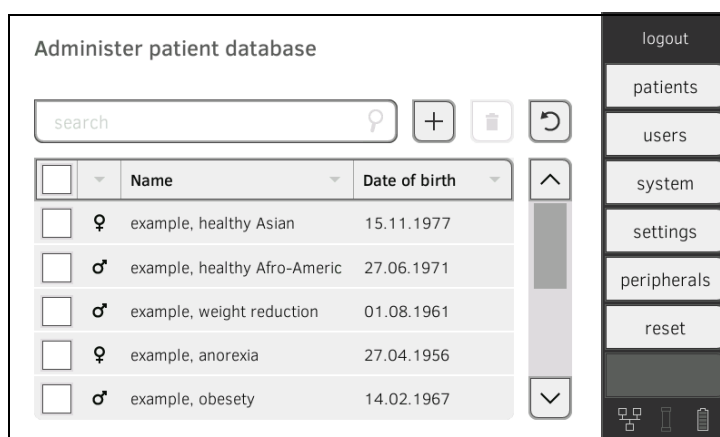 Administer patient database
search
Name Date of birth
example, healthy Asian 15.11.1977
example, healthy Afro-Americ 27.06.1971
example, weight reduction 01.08.1961
example, anorexia 27.04.1956
example, obesety 14.02.1967
logout
patients
users
system
settings
peripherals
reset